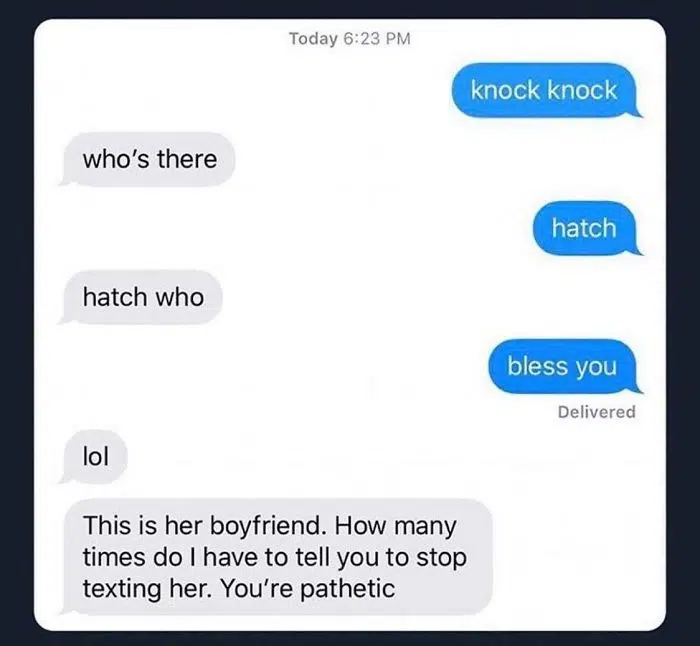 Today 6:23 PM
knock knock
who's there
hatch
hatch who
bless you
Delivered
lol
This is her boyfriend. How many
times do I have to tell you to stop
texting her. You're pathetic